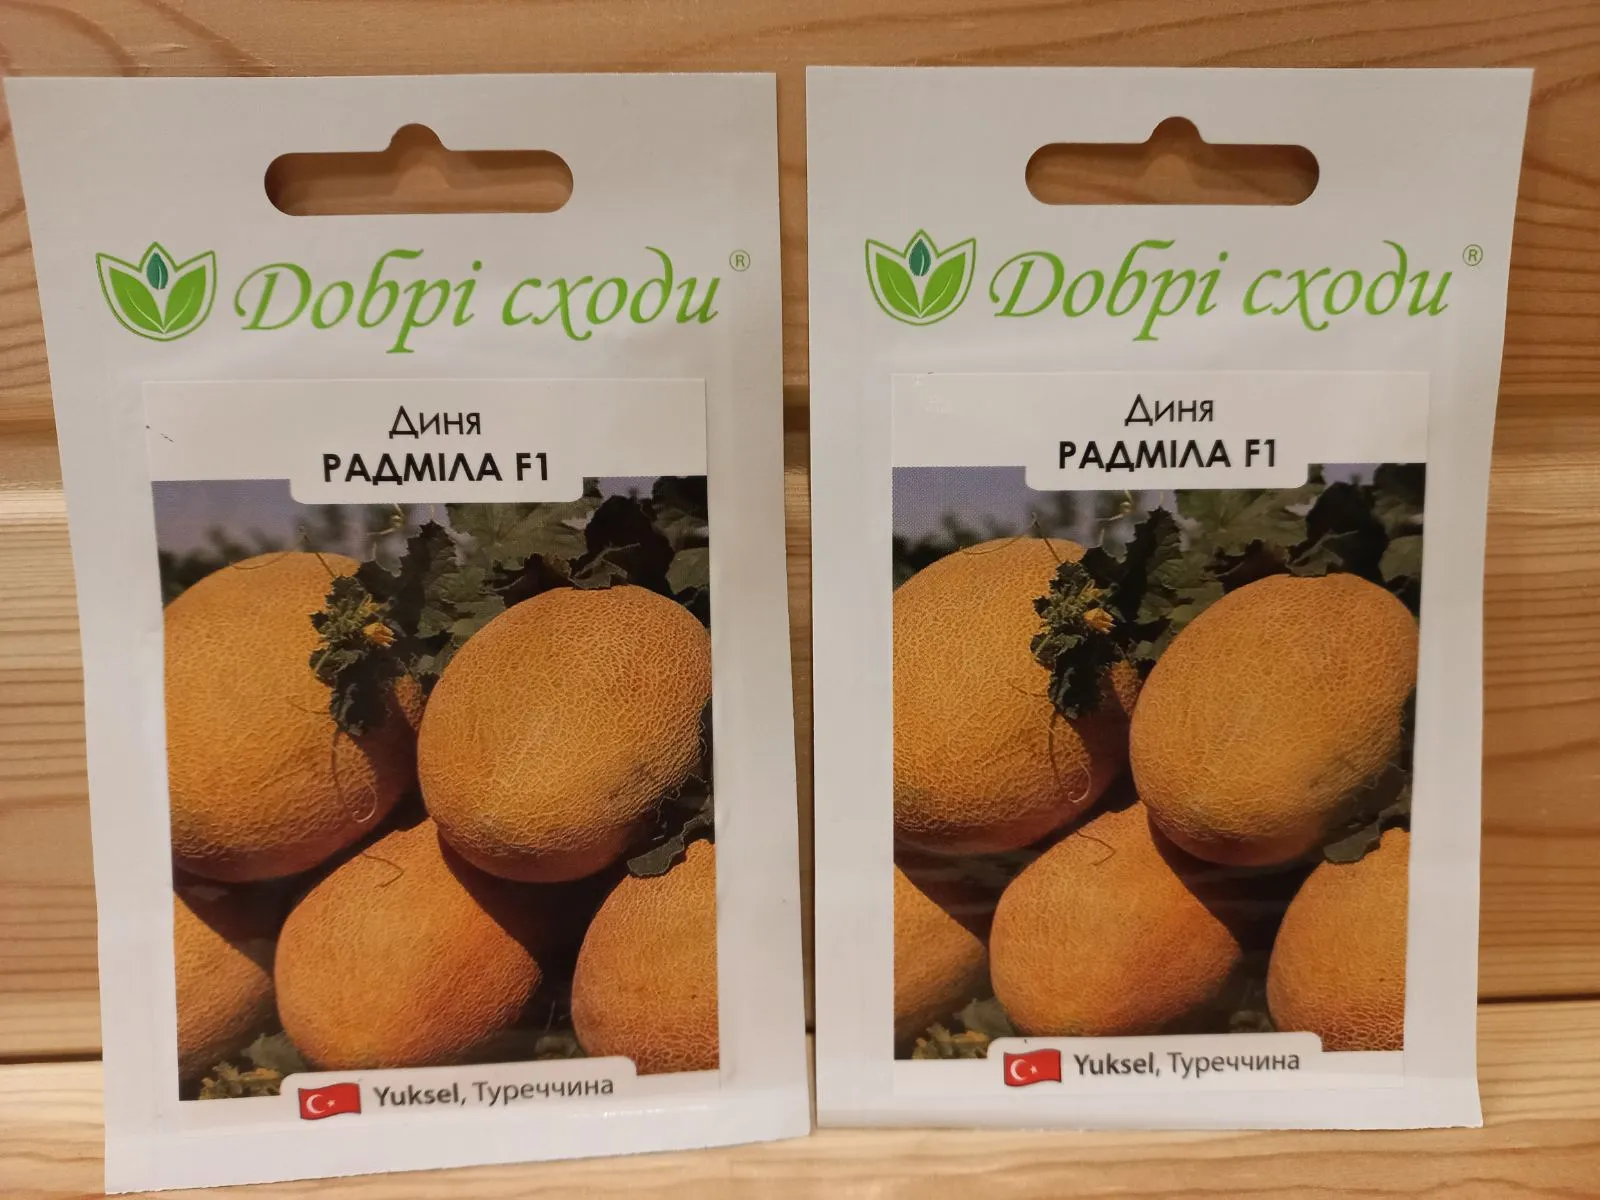 Добрі сходи®
Диня
РАДМІЛА F1
Yuksel, Туреччина
Добрі сходи®
Диня
РАДМІЛА F1
Yuksel, Туреччина